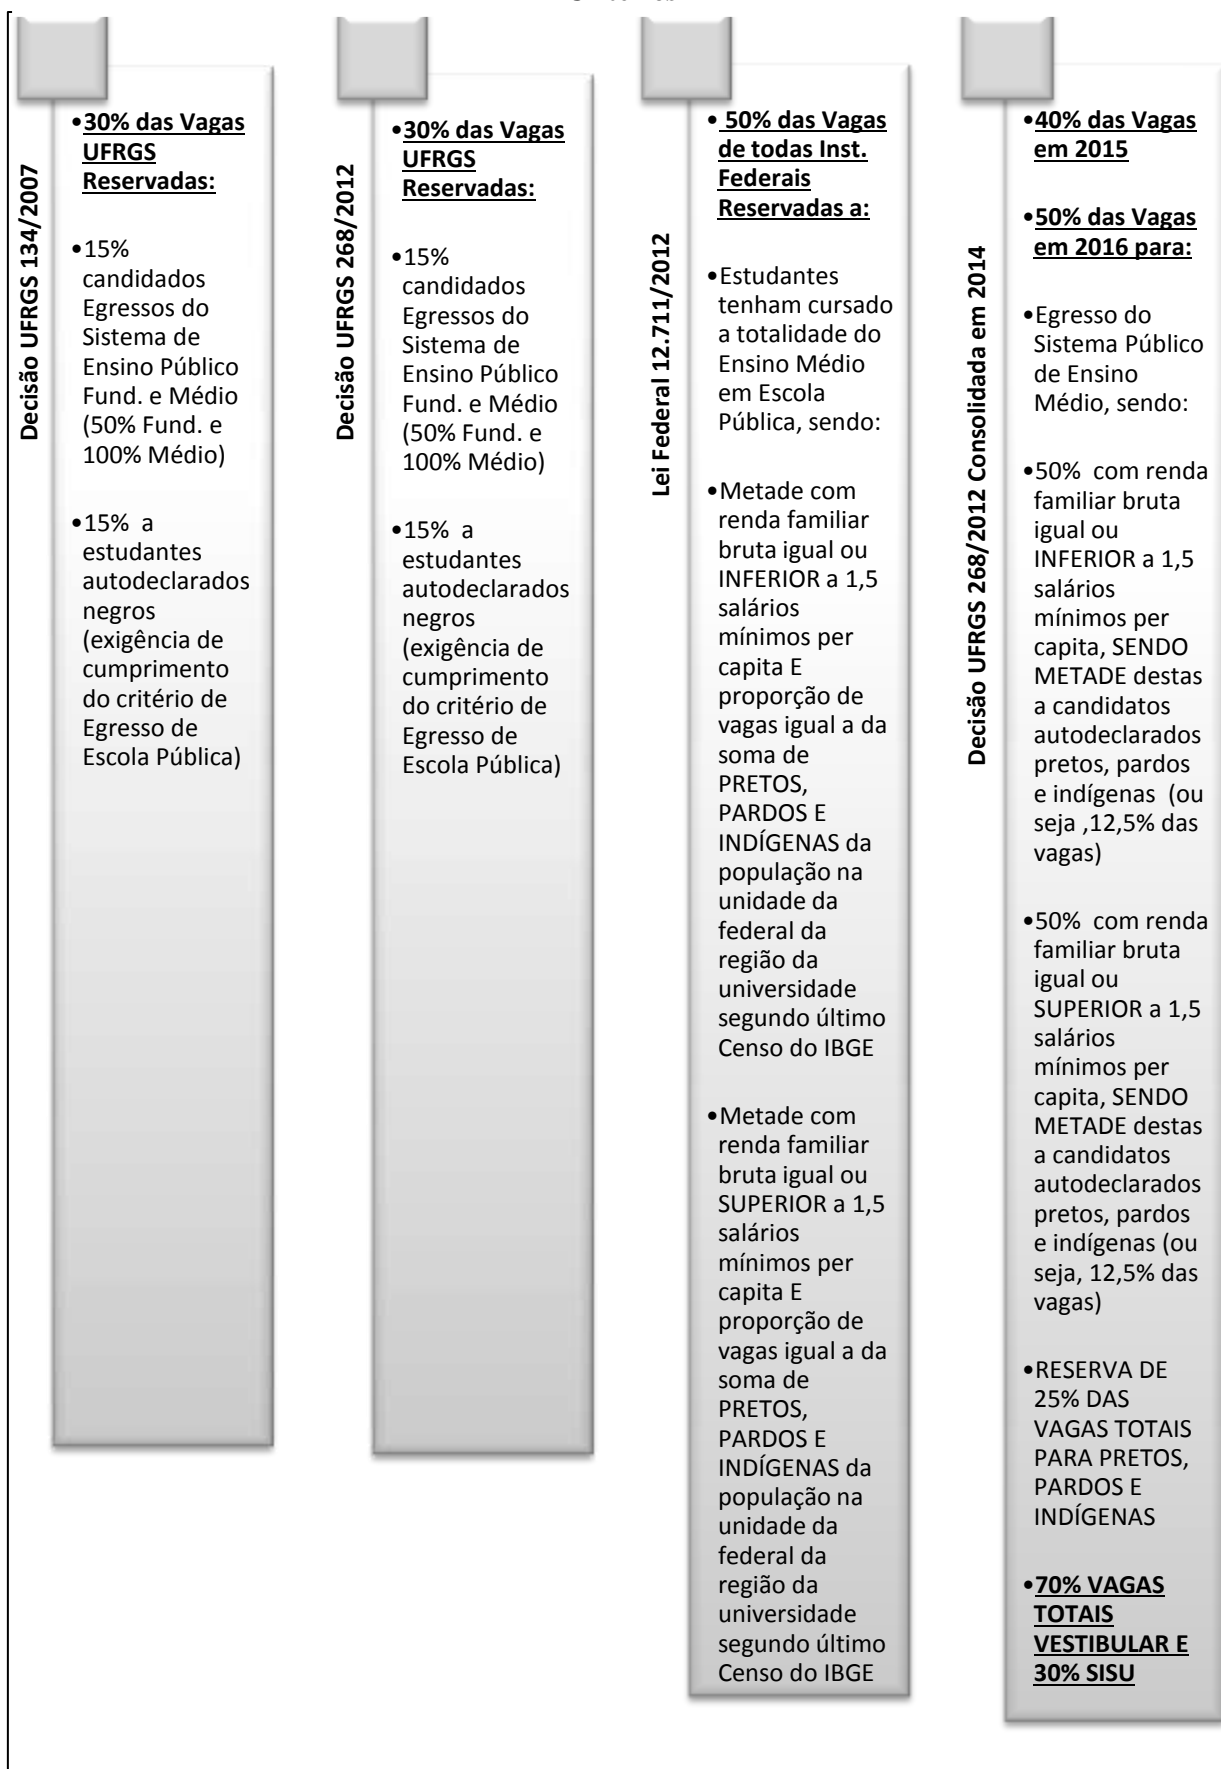 Decisão UFRGS 134/2007
•30% das Vagas
UFRGS
Reservadas:
•15%
candidados
Egressos do
Sistema de
Ensino Público
Fund. e Médio
(50% Fund. e
100% Médio)
•15%  a
estudantes
autodeclarados
negros
(exigência de
cumprimento
do critério de
Egresso de
Escola Pública)
Decisão UFRGS 268/2012
•30% das Vagas
UFRGS
Reservadas:
•15%
candidados
Egressos do
Sistema de
Ensino Público
Fund. e Médio
(50% Fund. e
100% Médio)
•15%  a
estudantes
autodeclarados
negros
(exigência de
cumprimento
do critério de
Egresso de
Escola Pública)
Lei Federal 12.711/2012
• 50% das Vagas
de todas Inst.
Federais
Reservadas a:
•Estudantes
tenham cursado
a totalidade do
Ensino Médio
em Escola
Pública, sendo:
•Metade com
renda familiar
bruta igual ou
INFERIOR a 1,5
salários
mínimos per
capita E
proporção de
vagas igual a da
soma de
PRETOS,
PARDOS E
INDÍGENAS da
população na
unidade da
federal da
região da
universidade
segundo último
Censo do IBGE
•Metade com
renda familiar
bruta igual ou
SUPERIOR a 1,5
salários
mínimos per
capita E
proporção de
vagas igual a da
soma de
PRETOS,
PARDOS E
INDÍGENAS da
população na
unidade da
federal da
região da
universidade
segundo último
Censo do IBGE
Decisão UFRGS 268/2012 Consolidada em 2014
•40% das Vagas
em 2015
•50% das Vagas
em 2016 para:
•Egresso do
Sistema Público
de Ensino
Médio, sendo:
•50%  com renda
familiar bruta
igual ou
INFERIOR a 1,5
salários
mínimos per
capita, SENDO
METADE destas
a candidatos
autodeclarados
pretos, pardos
e indígenas  (ou
seja ,12,5% das
vagas)
•50%  com renda
familiar bruta
igual ou
SUPERIOR a 1,5
salários
mínimos per
capita, SENDO
METADE destas
a candidatos
autodeclarados
pretos, pardos
e indígenas (ou
seja, 12,5% das
vagas)
•RESERVA DE
25% DAS
VAGAS TOTAIS
PARA PRETOS,
PARDOS E
INDÍGENAS
•70% VAGAS
TOTAIS
VESTIBULAR E
30% SISU